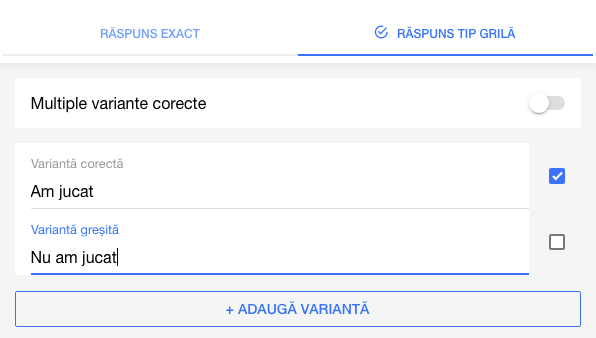 RĂSPUNS EXACT
RĂSPUNS TIP GRILĂ
Multiple variante corecte
Variantă corectă
Am jucat
Variantă greșită
Nu am jucat
+ ADAUGĂ VARIANTĂ